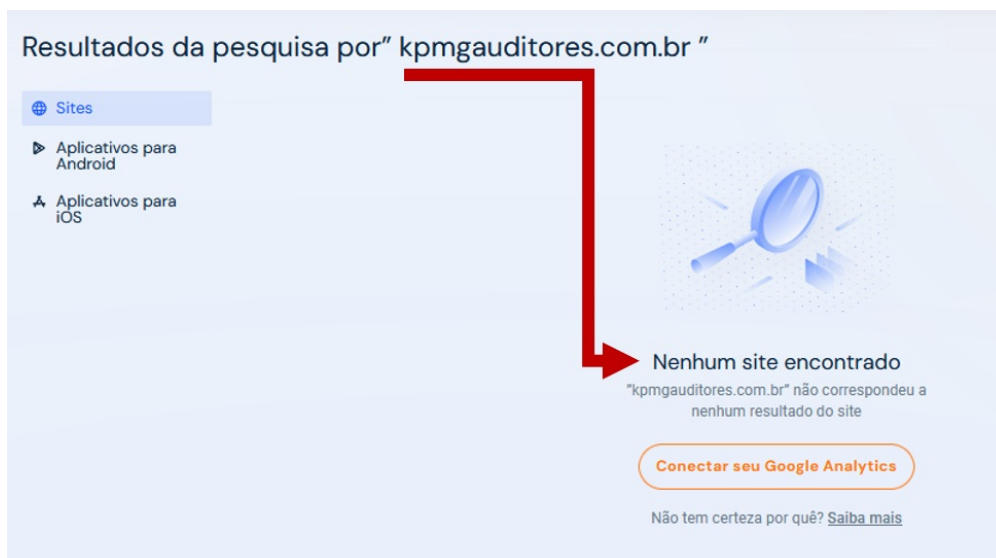 Resultados da pesquisa por” kpmgauditores.com.br ”
Sites
Aplicativos para
Android
Aplicativos para
iOS
Nenhum site encontrado
"kpmgauditores.com.br" não correspondeu a
nenhum resultado do site
Conectar seu Google Analytics
Não tem certeza por quê? Saiba mais